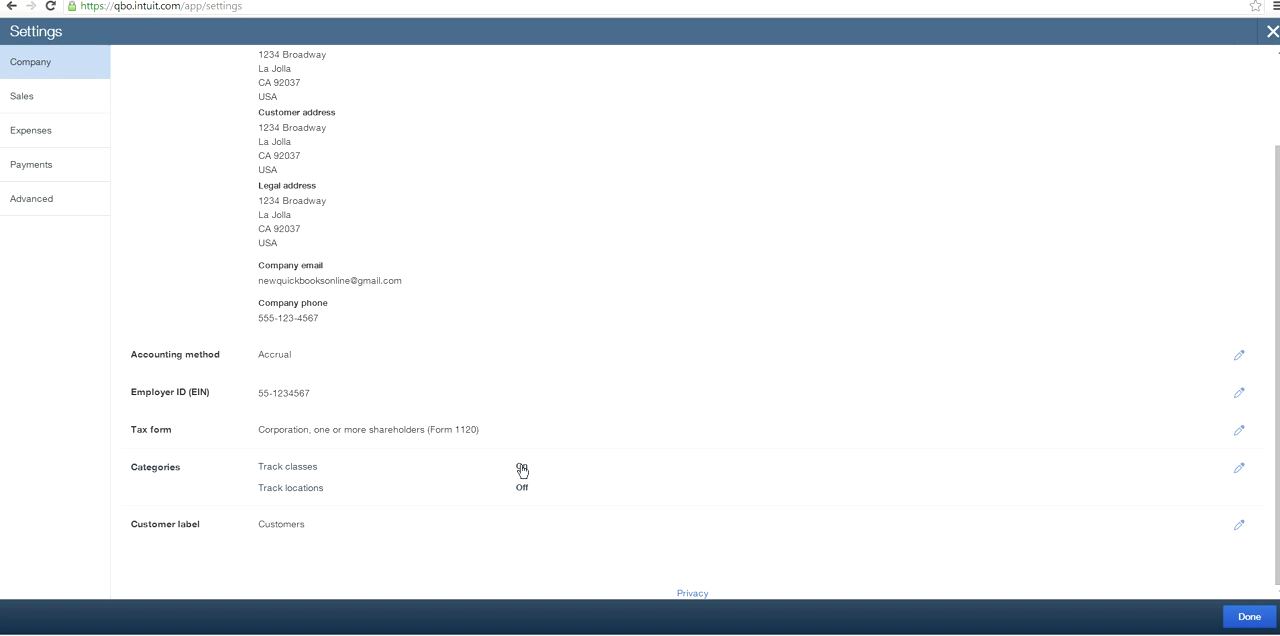 https://qbo.intuit.com/app/settings
Settings
Company
Sales
Expenses
Payments
Advanced
1234 Broadway
La Jolla
CA 92037
USA
Customer address
1234 Broadway
La Jolla
CA 92037
USA
Legal address
1234 Broadway
La Jolla
CA 92037
USA
Company email
newquickbooksonline@gmail.com
Company phone
555-123-4567
Accounting method Accrual
Employer ID (EIN) 55-1234567
Tax form Corporation, one or more shareholders (Form 1120)
Categories Track classes
Track locations Off
Customer label Customers
Privacy
Done